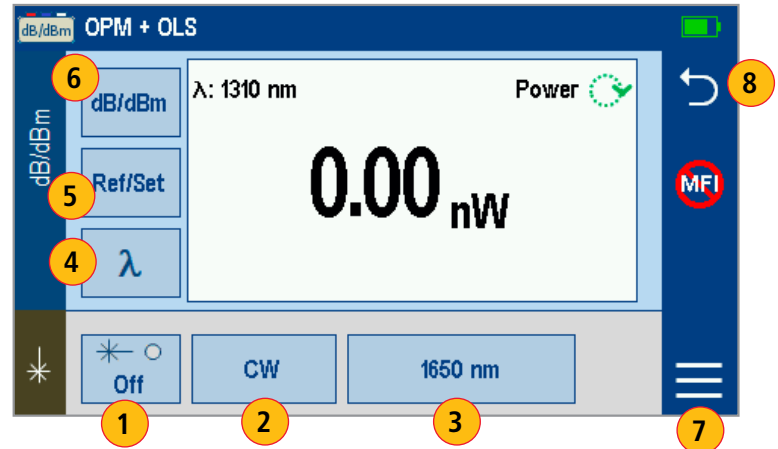 dB/dBm OPM + OLS
dB/dBm
6
dB/dBm
λ: 1310 nm
Power
8
5
Ref/Set
0.00 nW
MFI
4
λ
Off
CW
1650 nm
1
2
3
7